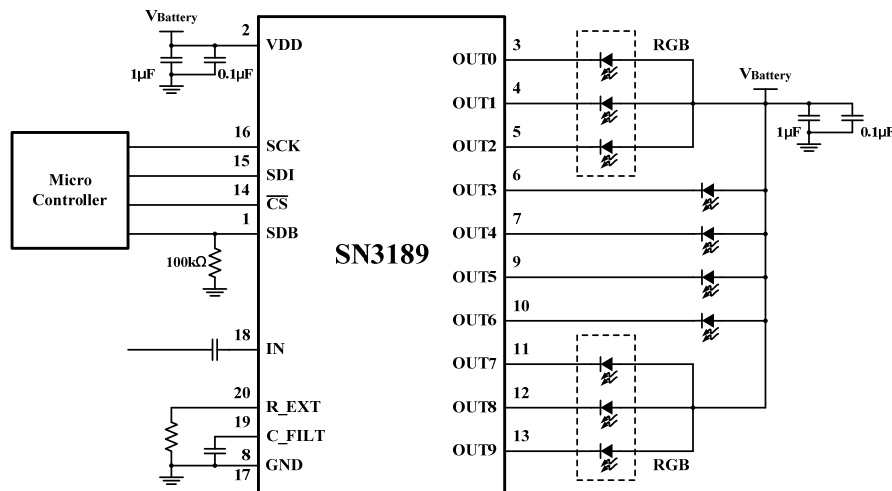 VBattery
2
VDD
1µF
0.1µF
Micro
Controller
16
SCK
15
SDI
14
CS
1
SDB
100kΩ
SN3189
18
IN
20
R_EXT
19
C_FILT
8
GND
17
3
OUT0
RGB
4
OUT1
5
OUT2
6
OUT3
7
OUT4
9
OUT5
10
OUT6
11
OUT7
12
OUT8
13
OUT9
RGB
VBattery
1µF
0.1µF